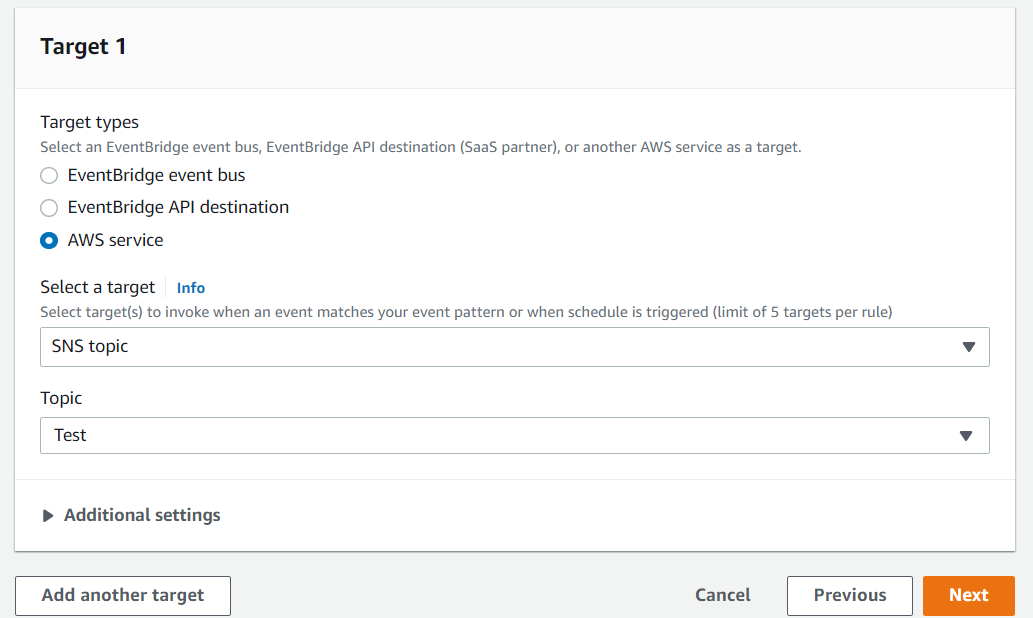 Target 1
Target types
Select an EventBridge event bus, EventBridge API destination (SaaS partner), or another AWS service as a target.
EventBridge event bus
EventBridge API destination
AWS service
Select a target Info
Select target(s) to invoke when an event matches your event pattern or when schedule is triggered (limit of 5 targets per rule)
SNS topic
Topic
Test
Additional settings
Add another target Cancel Previous Next